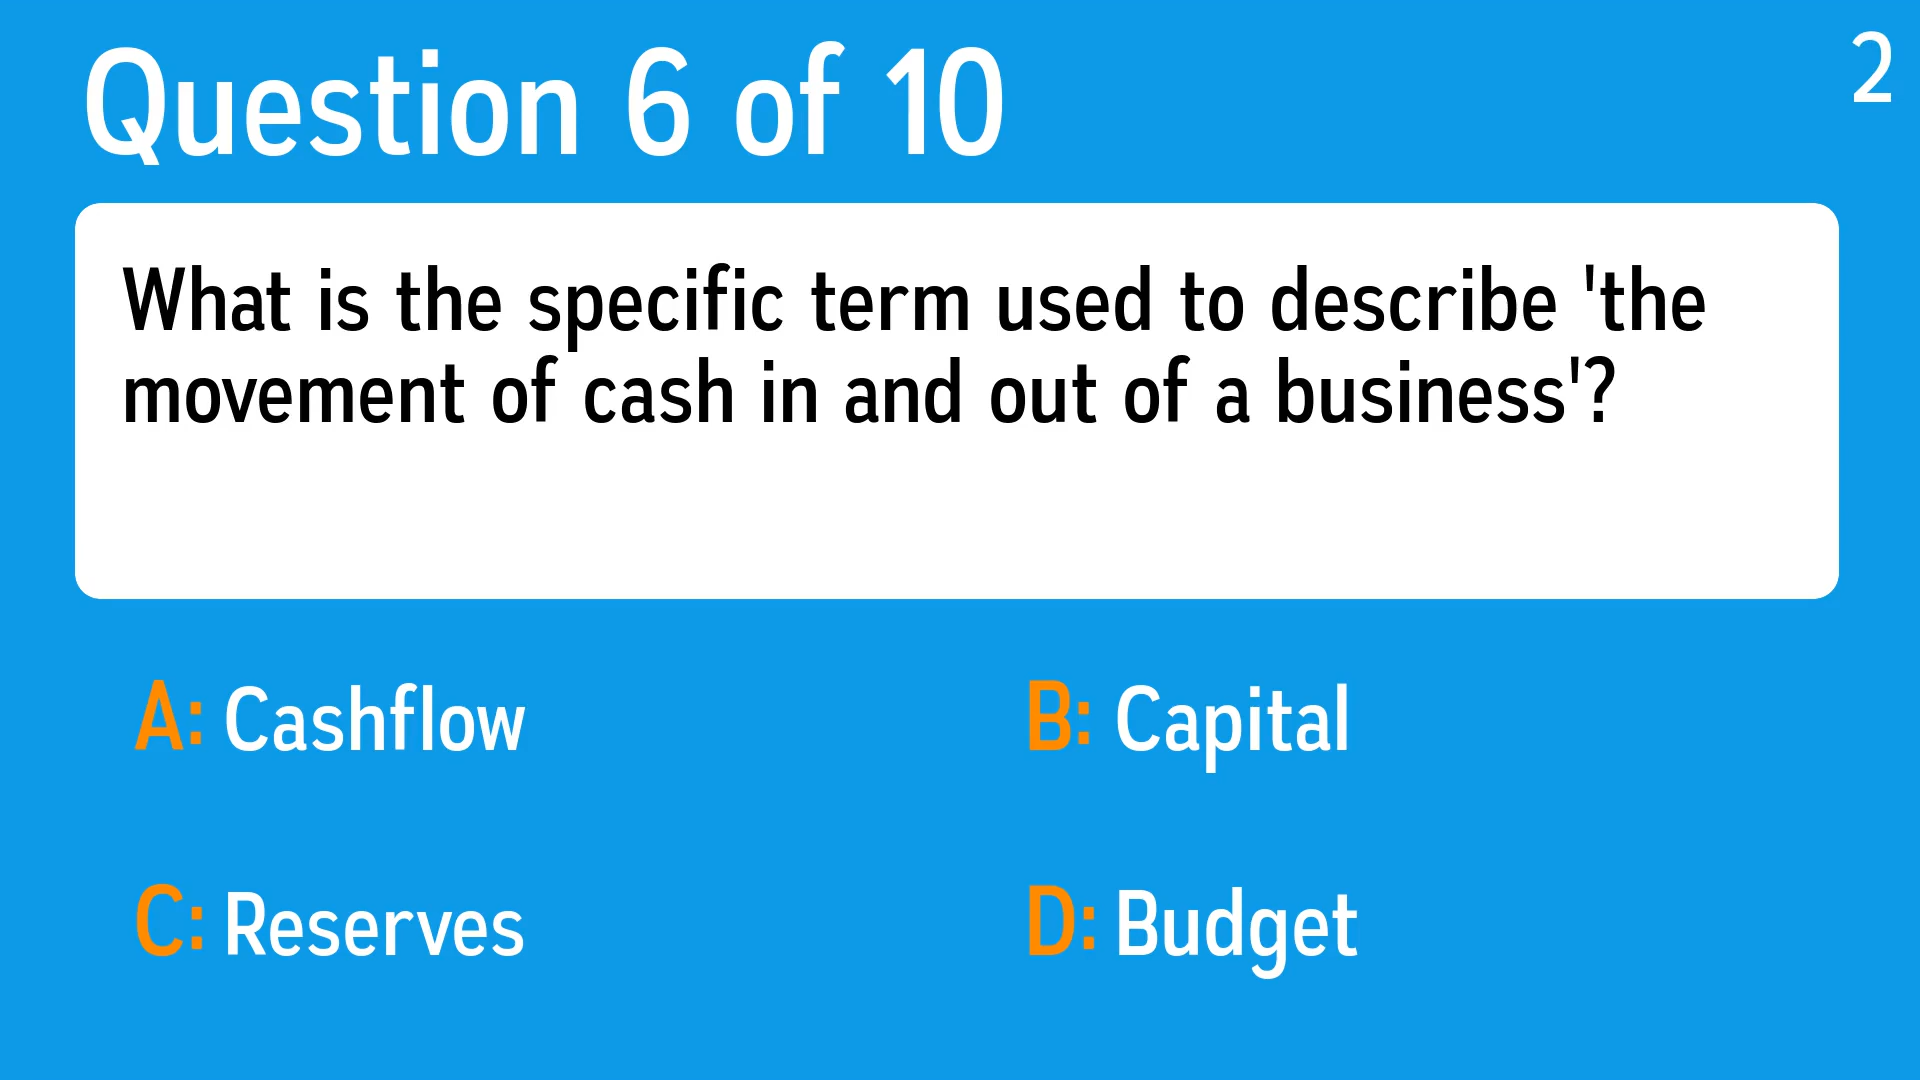 Question 6 of 10
2
What is the specific term used to describe 'the
movement of cash in and out of a business'?
A: Cashflow
B: Capital
C: Reserves
D: Budget